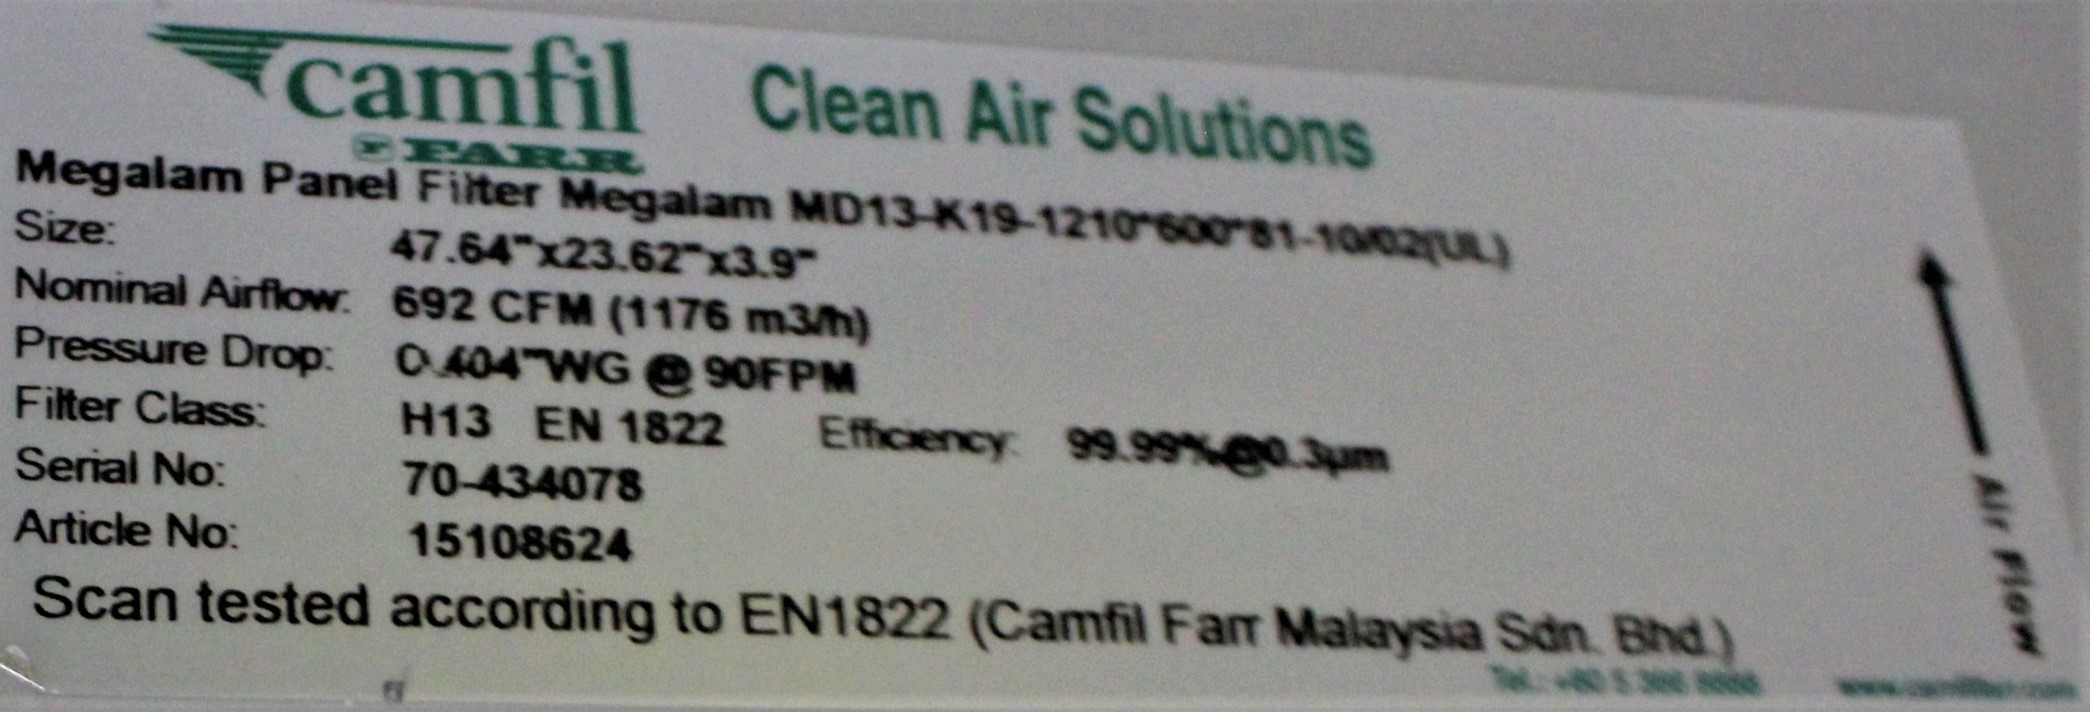 camfil
FARR
Clean Air Solutions
Megalam Panel Filter Megalam MD13-K19-1210*600*81-10/02(UL)
Size: 47.64"x23.62"x3.9"
Nominal Airflow: 692 CFM (1176 m3/h)
Pressure Drop: 0.404"WG @ 90FPM
Filter Class: H13 EN 1822 Efficiency: 99.99%@0.3µm
Serial No: 70-434078
Article No: 15108624
Scan tested according to EN1822 (Camfil Farr Malaysia Sdn. Bhd.)
Tel.:
Air Flow